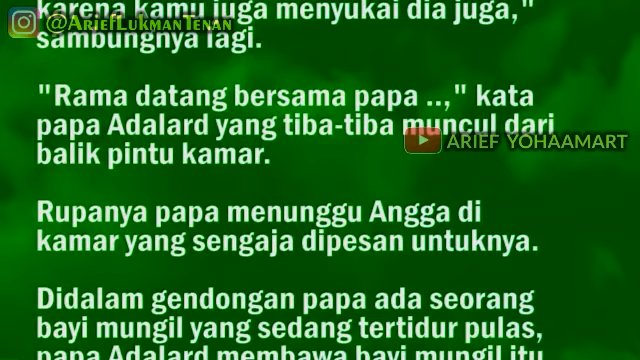 karena kamu juga menyukai dia juga,"
@AriefLukmanTenan
sambungnya lagi.
"Rama datang bersama papa ..," kata
papa Adalard yang tiba-tiba muncul dari
balik pintu kamar.
ARIEF YOHAAMART
Rupanya papa menunggu Angga di
kamar yang sengaja dipesan untuknya.
Didalam gendongan papa ada seorang
bayi mungil yang sedang tertidur pulas,
papa Adalard membawa bayi mungil itu